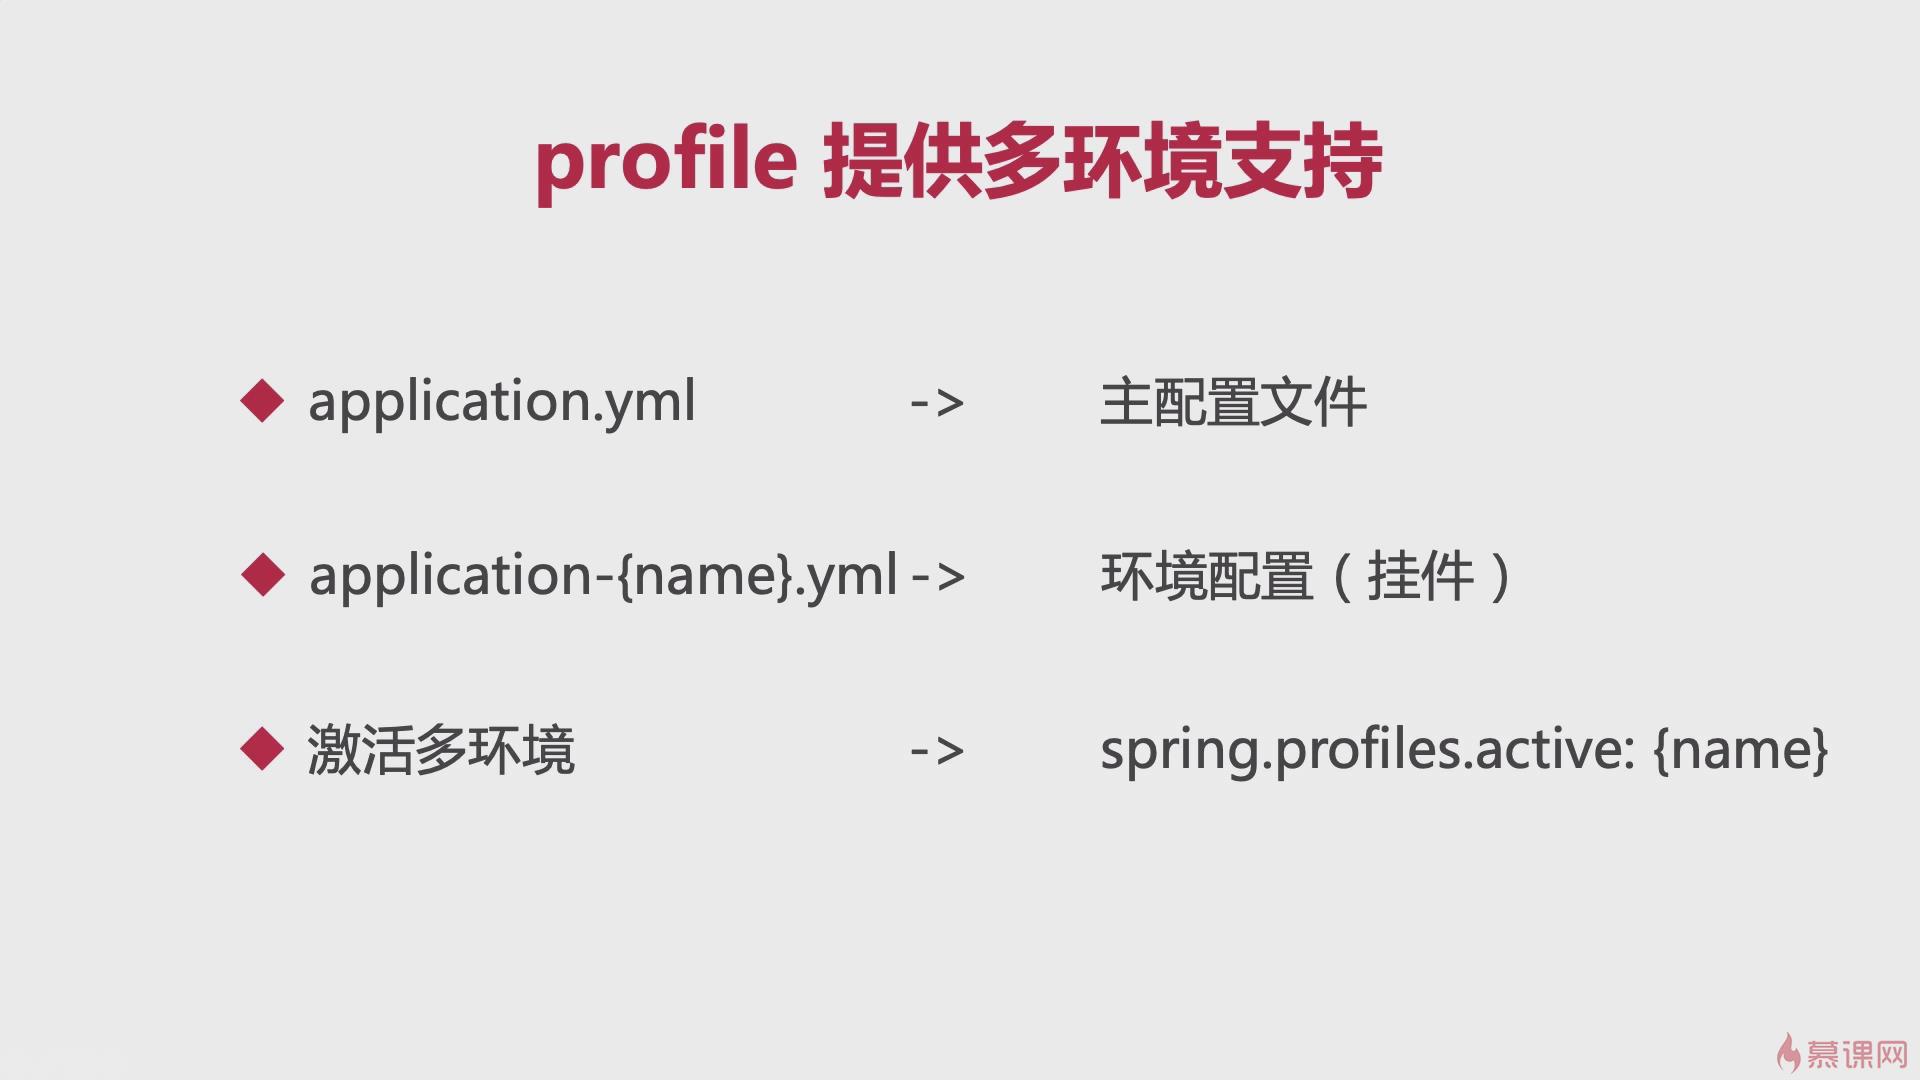 profile 提供多环境支持
application.yml -> 主配置文件
application-{name}.yml -> 环境配置（挂件）
激活多环境 -> spring.profiles.active: {name}
慕课网